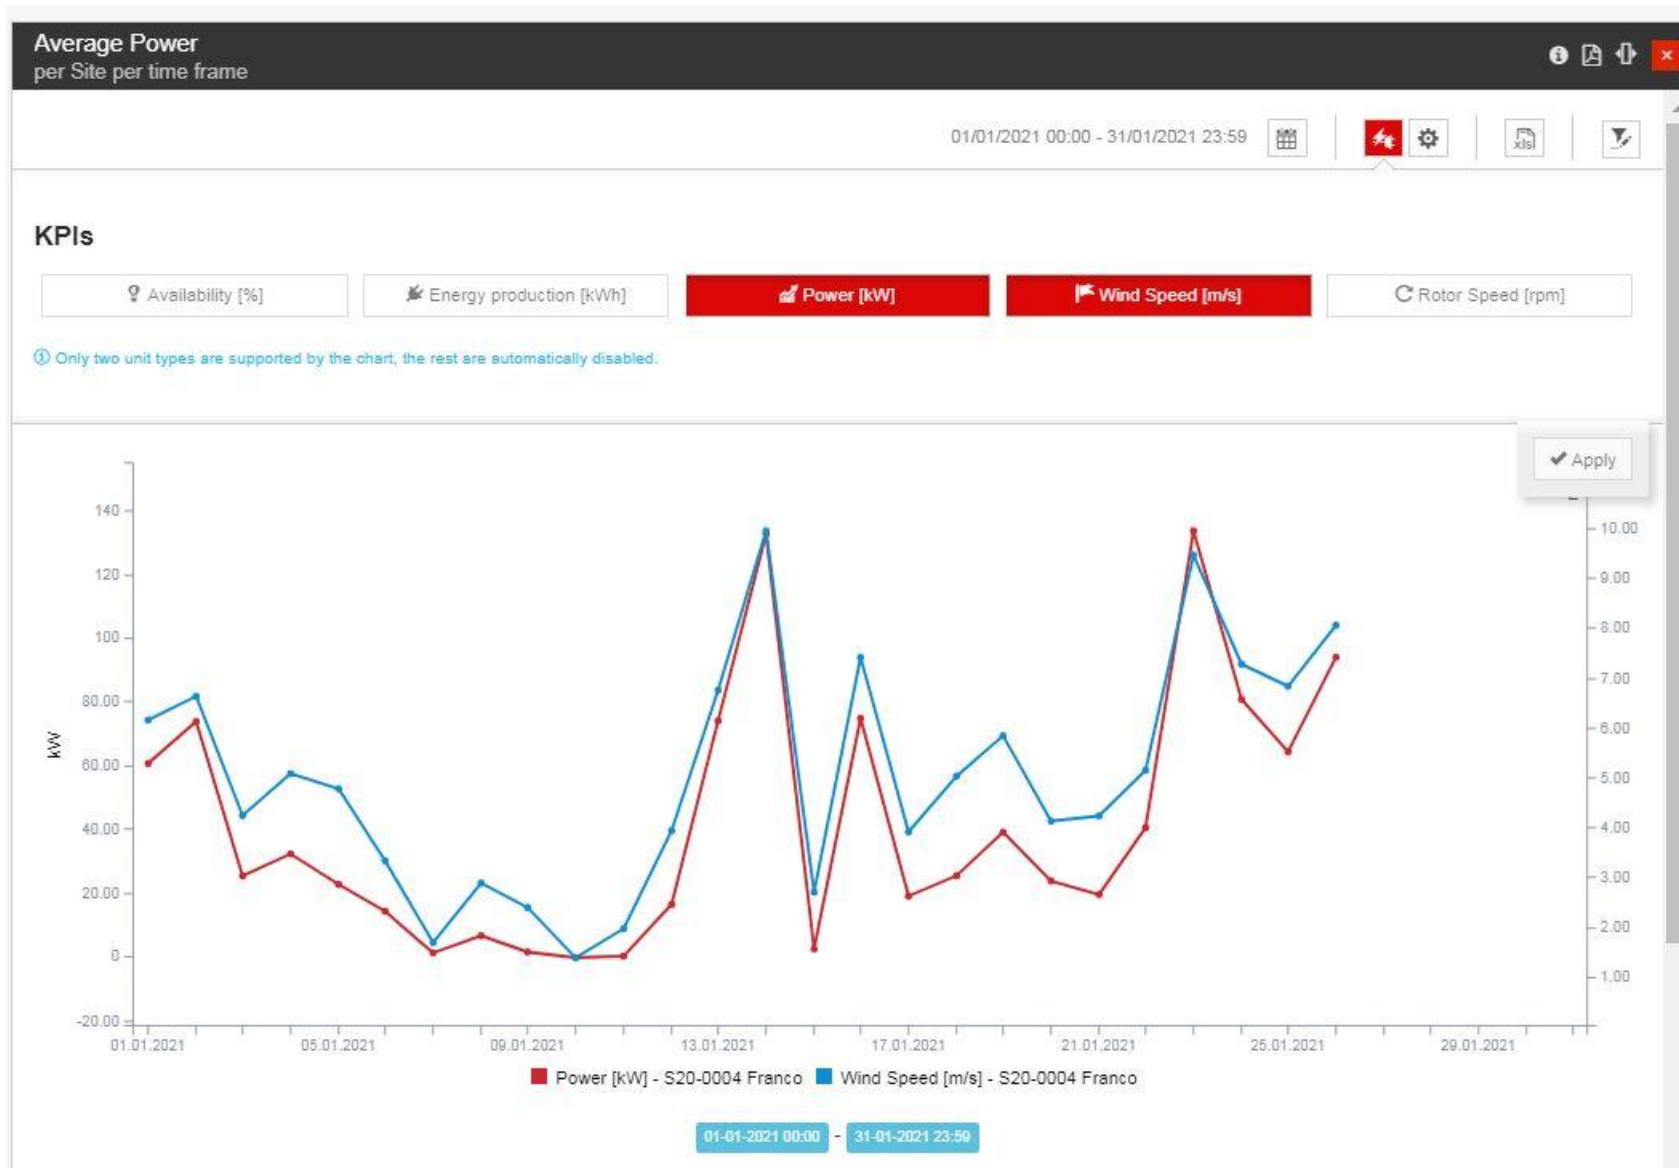 Average Power
per Site per time frame
01/01/2021 00:00 - 31/01/2021 23:59
xls
KPIs
Availability [%]
Energy production [kWh]
Power [kW]
Wind Speed [m/s]
Rotor Speed [rpm]
Only two unit types are supported by the chart, the rest are automatically disabled.
Apply
140
120
100
80.00
60.00
40.00
20.00
0
-20.00
kW
10.00
9.00
8.00
7.00
6.00
5.00
4.00
3.00
2.00
1.00
01.01.2021 05.01.2021 09.01.2021 13.01.2021 17.01.2021 21.01.2021 25.01.2021 29.01.2021
Power [kW] - S20-0004 Franco Wind Speed [m/s] - S20-0004 Franco
01-01-2021 00:00 - 31-01-2021 23:59